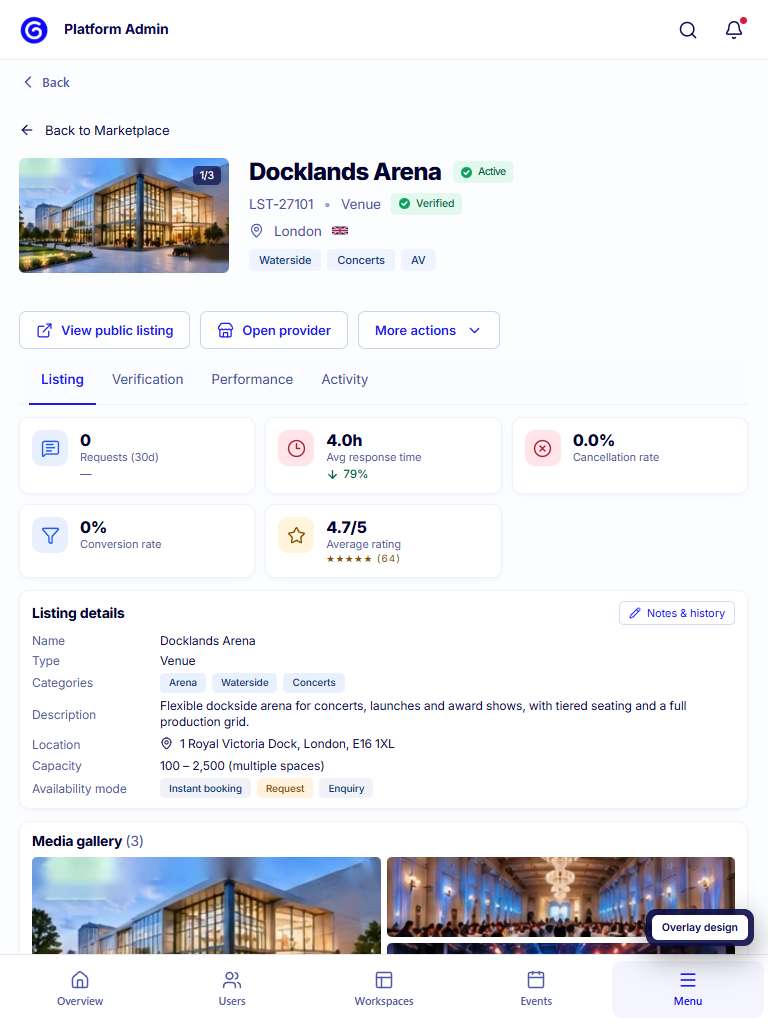 Platform Admin
Back
Back to Marketplace
1/3
Docklands Arena
Active
LST-27101 • Venue
Verified
London
Waterside
Concerts
AV
View public listing
Open provider
More actions
Listing
Verification
Performance
Activity
0
Requests (30d)
—
4.0h
Avg response time
↓ 79%
0.0%
Cancellation rate
0%
Conversion rate
4.7/5
Average rating
★★★★★ (64)
Listing details
Notes & history
Name
Docklands Arena
Type
Venue
Categories
Arena
Waterside
Concerts
Description
Flexible dockside arena for concerts, launches and award shows, with tiered seating and a full
production grid.
Location
1 Royal Victoria Dock, London, E16 1XL
Capacity
100 – 2,500 (multiple spaces)
Availability mode
Instant booking
Request
Enquiry
Media gallery (3)
Overlay design
Overview
Users
Workspaces
Events
Menu